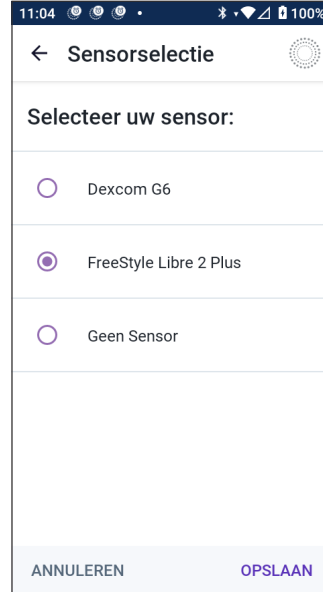 11:04 100%
Sensorselectie
Selecteer uw sensor:
Dexcom G6
FreeStyle Libre 2 Plus
Geen Sensor
ANNULEREN OPSLAAN